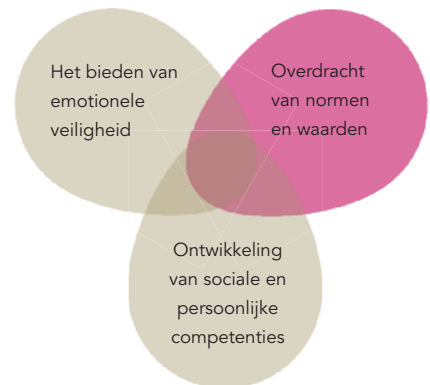 Het bieden van
emotionele
veiligheid
Overdracht
van normen
en waarden
Ontwikkeling
van sociale en
persoonlijke
competenties